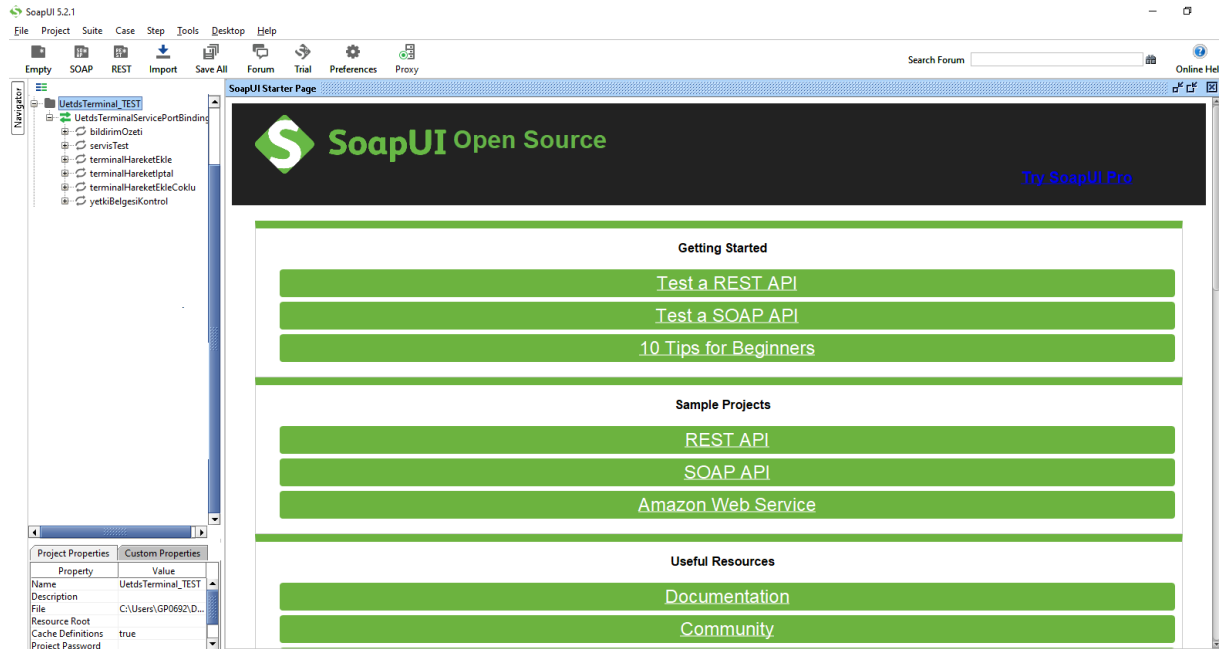 SoapUI 5.2.1
File Project Suite Case Step Tools Desktop Help
Empty SOAP REST Import Save All Forum Trial Preferences Proxy
Search Forum
Online Hel
Navigator
UetdsTerminal_TEST
UetdsTerminalServicePortBinding
bildirimOzeti
servisTest
terminalHareketEkle
terminalHareketIptal
terminalHareketEkleCoklu
yetkiBelgesiKontrol
SoapUI Starter Page
SoapUI Open Source
Try SoapUI Pro
Getting Started
Test a REST API
Test a SOAP API
10 Tips for Beginners
Sample Projects
REST API
SOAP API
Amazon Web Service
Useful Resources
Documentation
Community
Project Properties Custom Properties
Property Value
Name UetdsTerminal_TEST
Description
File C:\Users\GP0692\D...
Resource Root
Cache Definitions true
Project Password